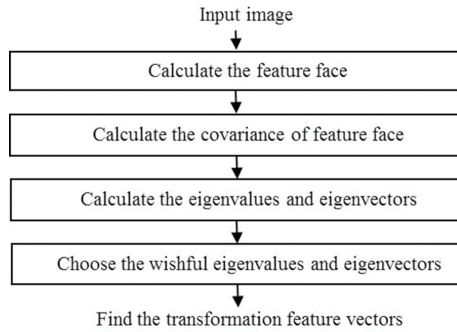 Input image
Calculate the feature face
Calculate the covariance of feature face
Calculate the eigenvalues and eigenvectors
Choose the wishful eigenvalues and eigenvectors
Find the transformation feature vectors